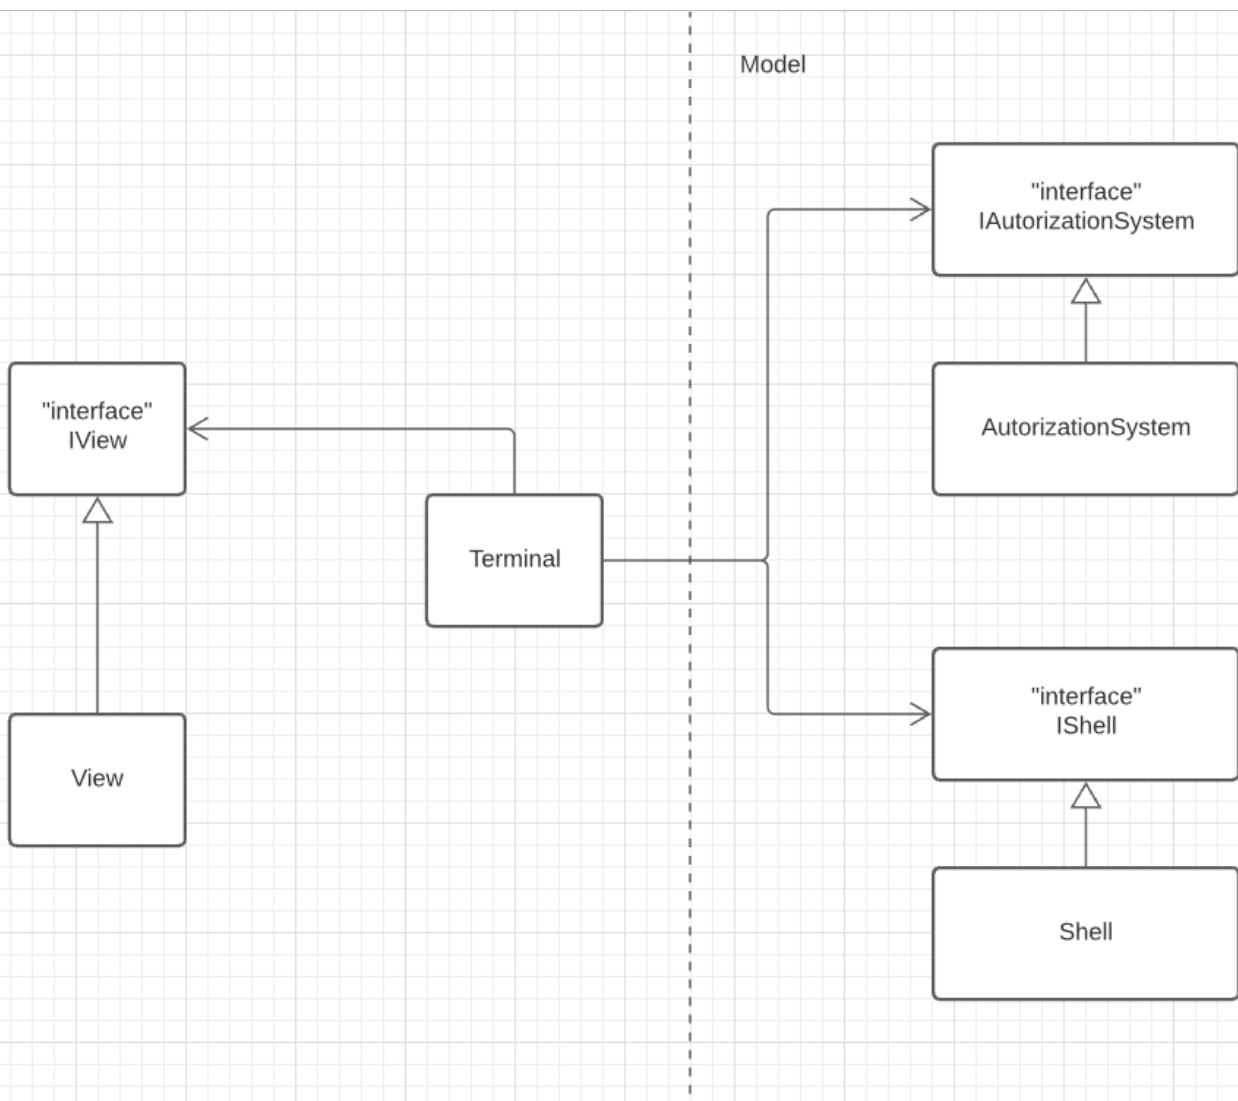 Model
"interface"
IAutorizationSystem
AutorizationSystem
"interface"
IView
Terminal
"interface"
IShell
View
Shell